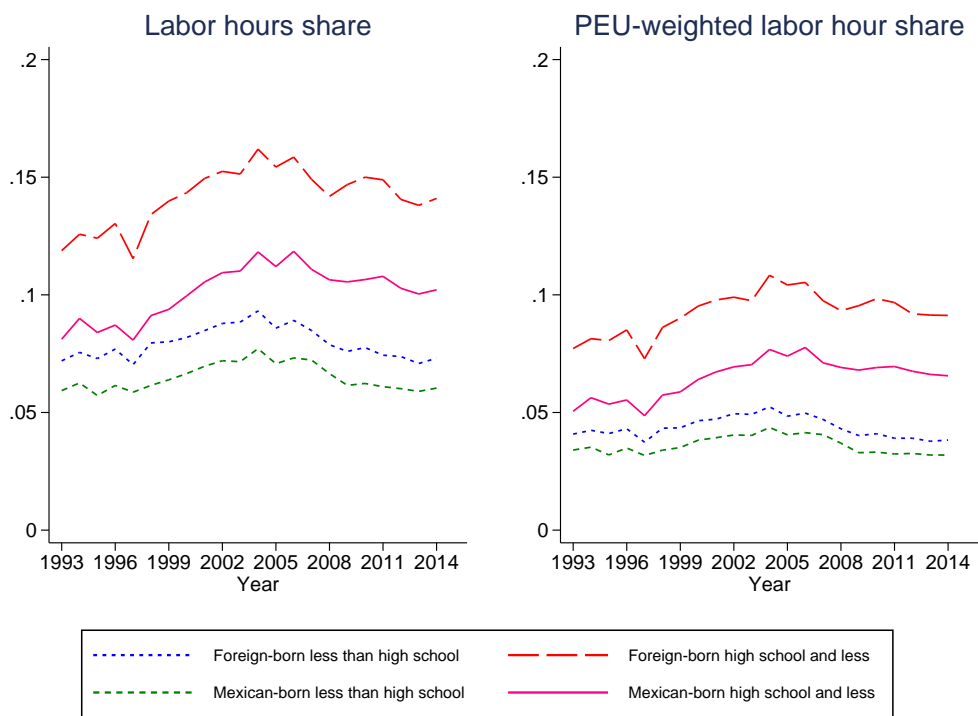 Labor hours share
.2
.15
.1
.05
0
1993 1996 1999 2002 2005 2008 2011 2014
Year
PEU-weighted labor hour share
.2
.15
.1
.05
0
1993 1996 1999 2002 2005 2008 2011 2014
Year
Foreign-born less than high school
Foreign-born high school and less
Mexican-born less than high school
Mexican-born high school and less